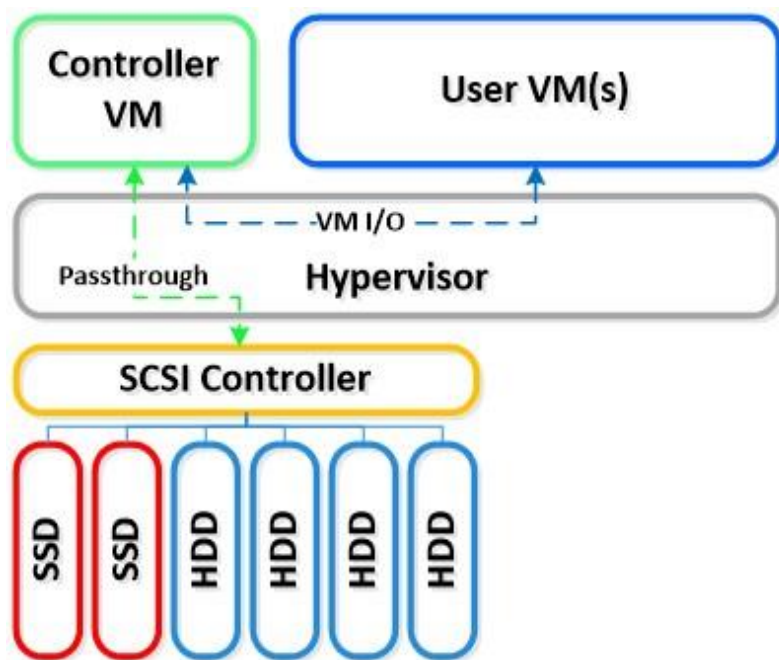 Controller
VM
User VM(s)
VM I/O
Passthrough
Hypervisor
SCSI Controller
SSD
SSD
HDD
HDD
HDD
HDD